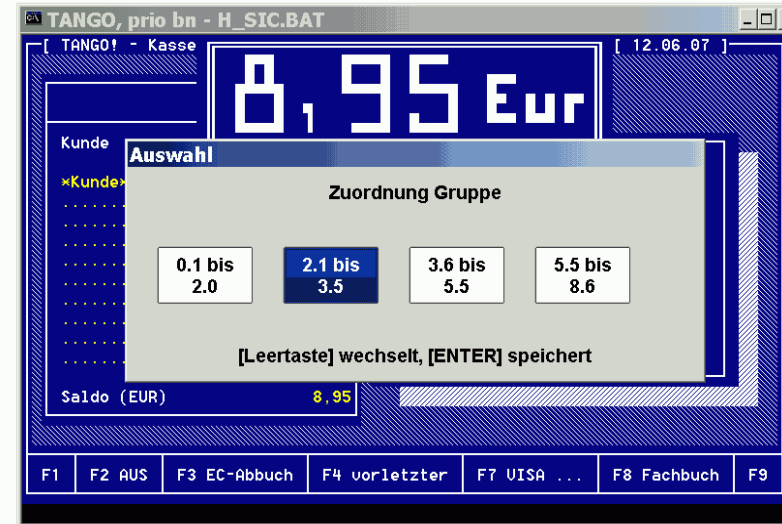 TANGO, prio bn - H_SIC.BAT
[ TANGO! - Kasse
[ 12.06.07 ]
8,95 Eur
Kunde
*Kunde*
Auswahl
Zuordnung Gruppe
0.1 bis
2.0
2.1 bis
3.5
3.6 bis
5.5
5.5 bis
8.6
[Leertaste] wechselt, [ENTER] speichert
Saldo (EUR) 8,95
F1 F2 AUS F3 EC-Abbuch F4 vorletzter F7 VISA ... F8 Fachbuch F9